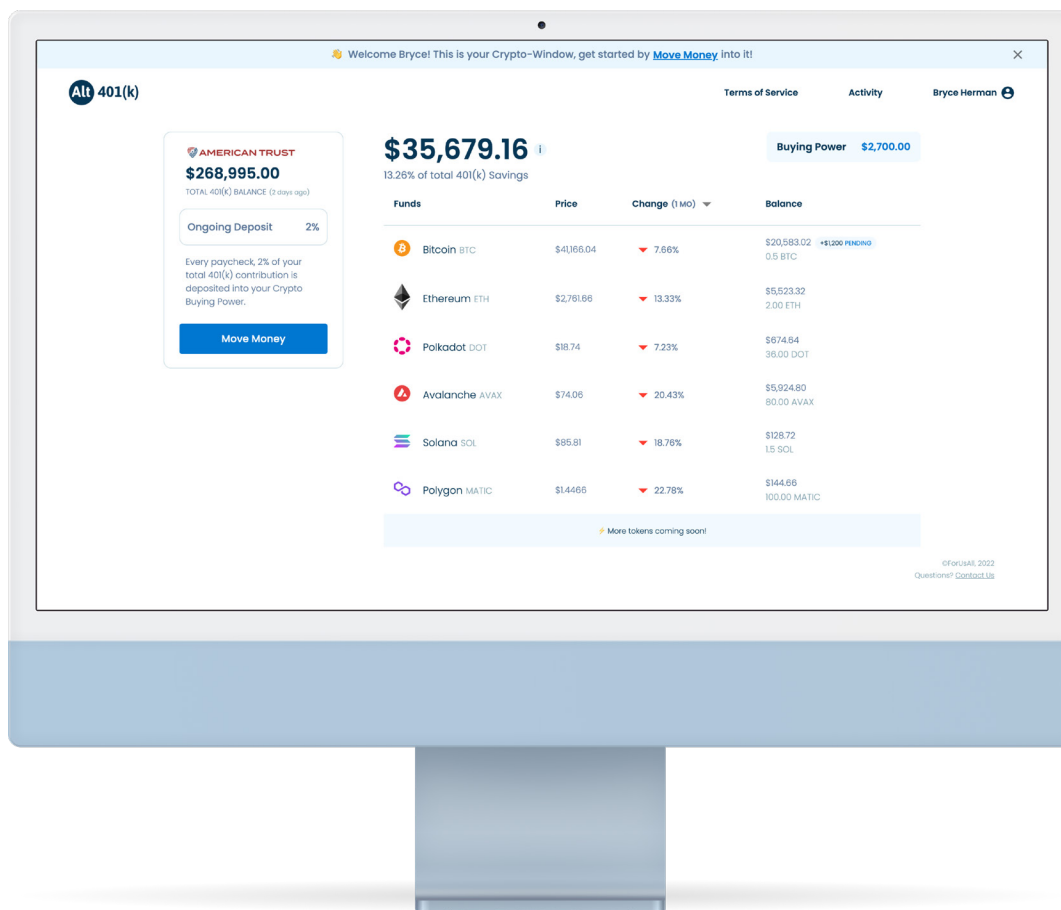 👋 Welcome Bryce! This is your Crypto-Window, get started by Move Money into it!
Alt 401(k)
Terms of Service Activity Bryce Herman
AMERICAN TRUST
$268,995.00
TOTAL 401(K) BALANCE (2 days ago)
Ongoing Deposit 2%
Every paycheck, 2% of your
total 401(k) contribution is
deposited into your Crypto
Buying Power.
Move Money
$35,679.16 i
13.26% of total 401(k) Savings
Buying Power $2,700.00
Funds Price Change (1 MO) Balance
Bitcoin BTC $41,166.04 7.66% $20,583.02 +$1,200 PENDING
0.5 BTC
Ethereum ETH $2,761.66 13.33% $5,523.32
2.00 ETH
Polkadot DOT $18.74 7.23% $674.64
36.00 DOT
Avalanche AVAX $74.06 20.43% $5,924.80
80.00 AVAX
Solana SOL $85.81 18.76% $128.72
1.5 SOL
Polygon MATIC $1.4466 22.78% $144.66
100.00 MATIC
⚡ More tokens coming soon!
©ForUsAll, 2022
Questions? Contact Us